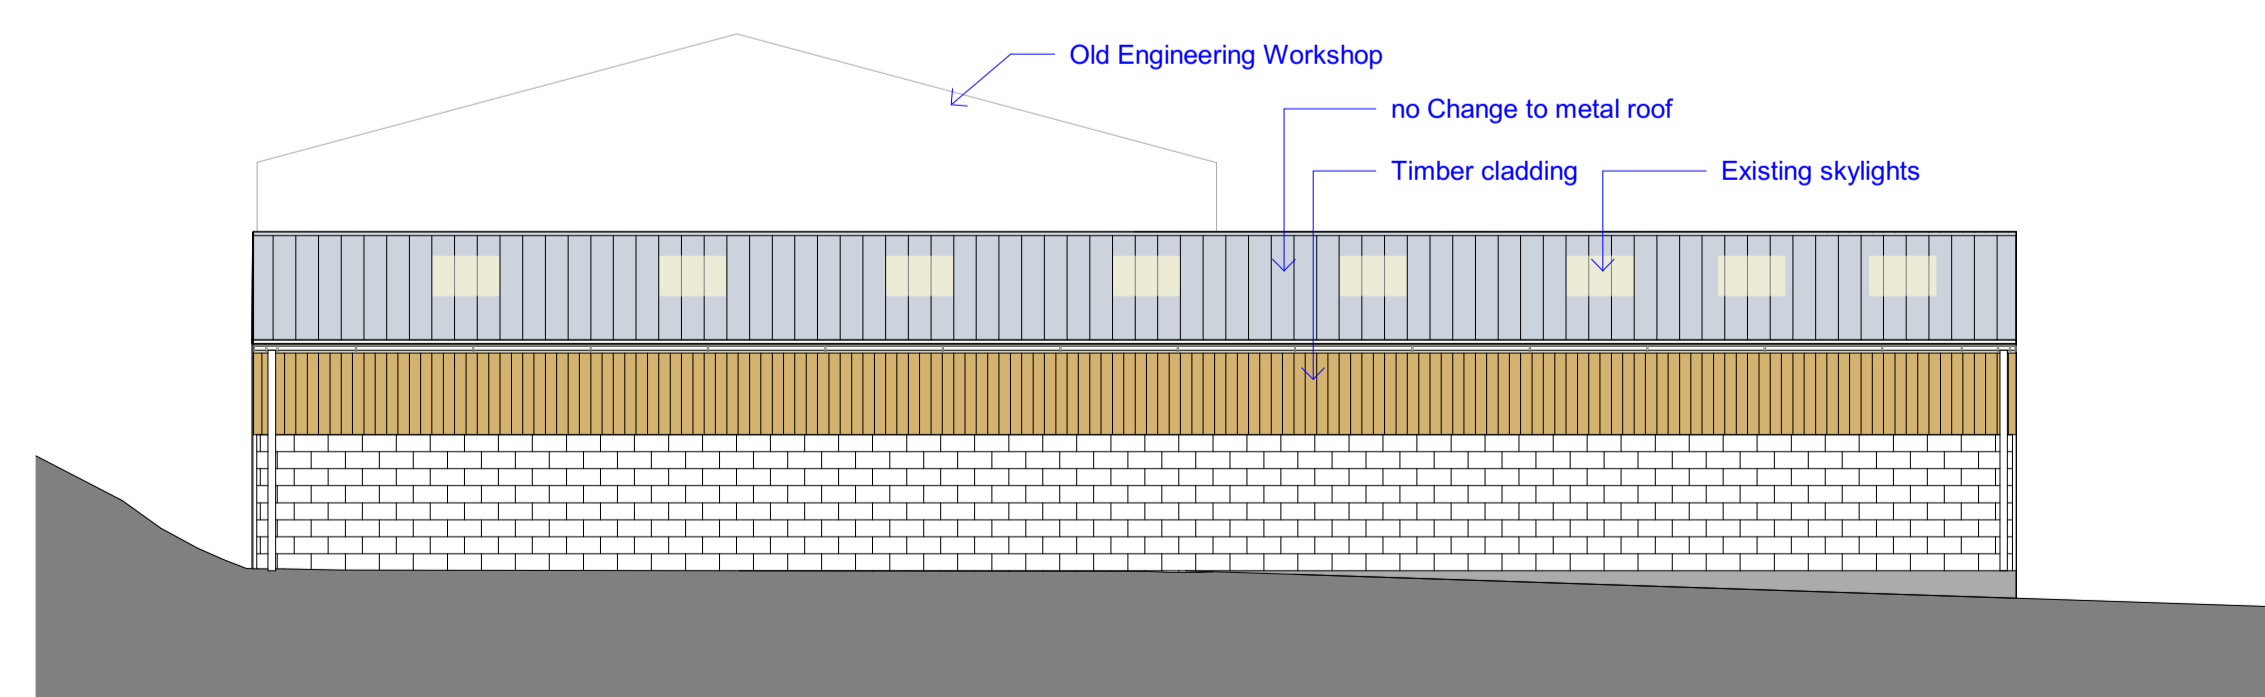 Old Engineering Workshop
no Change to metal roof
Timber cladding
Existing skylights